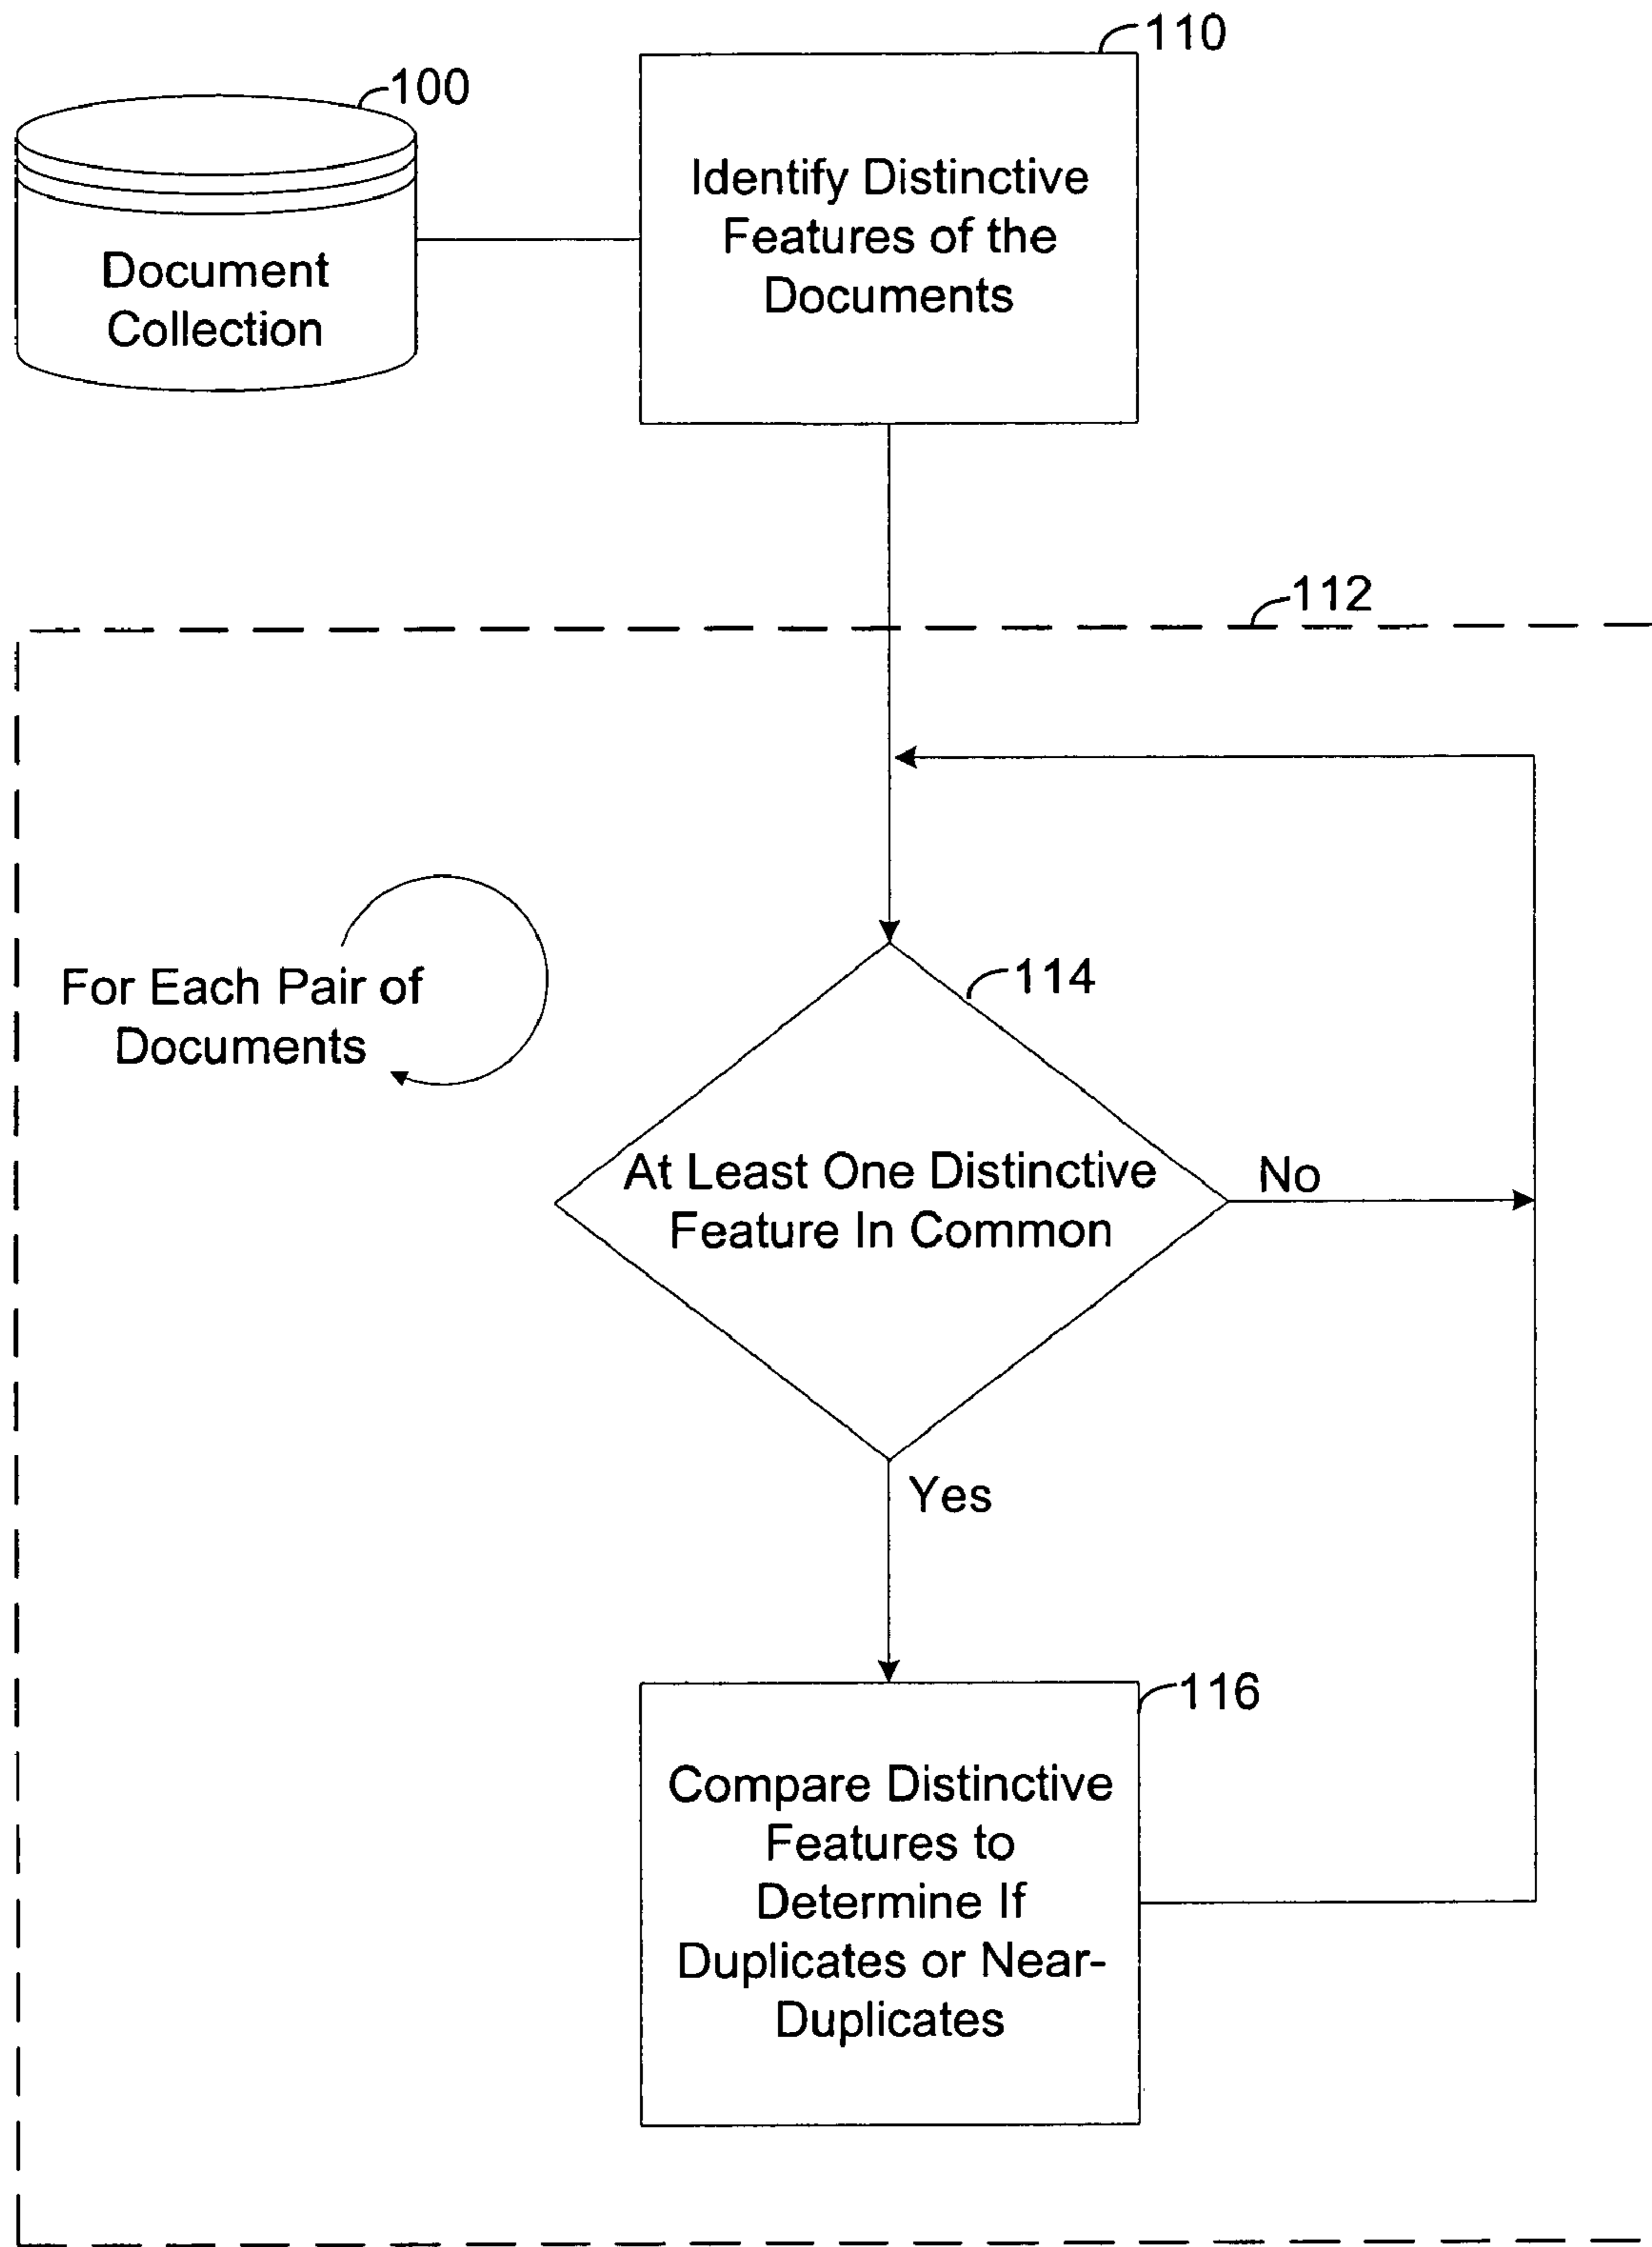 110
100
Identify Distinctive
Features of the
Documents
Document
Collection
112
For Each Pair of
Documents
114
At Least One Distinctive
Feature In Common
No
Yes
116
Compare Distinctive
Features to
Determine If
Duplicates or Near-
Duplicates